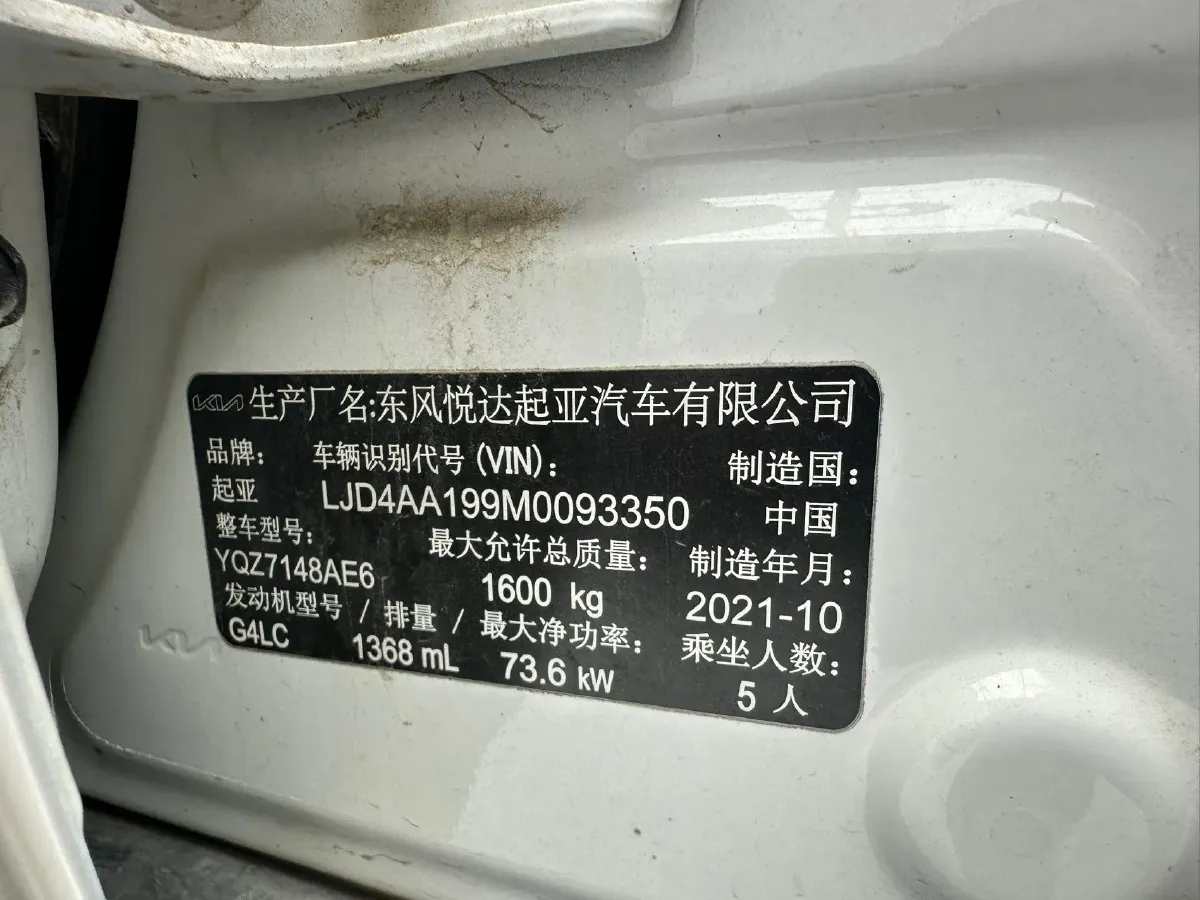 KIA 生产厂名:东风悦达起亚汽车有限公司
品牌: 车辆识别代号(VIN): 制造国:
起亚 LJD4AA199M0093350 中国
整车型号: 最大允许总质量: 制造年月:
YQZ7148AE6 1600 kg 2021-10
发动机型号 / 排量 / 最大净功率: 乘坐人数:
G4LC 1368 mL 73.6 kW 5 人
KIA